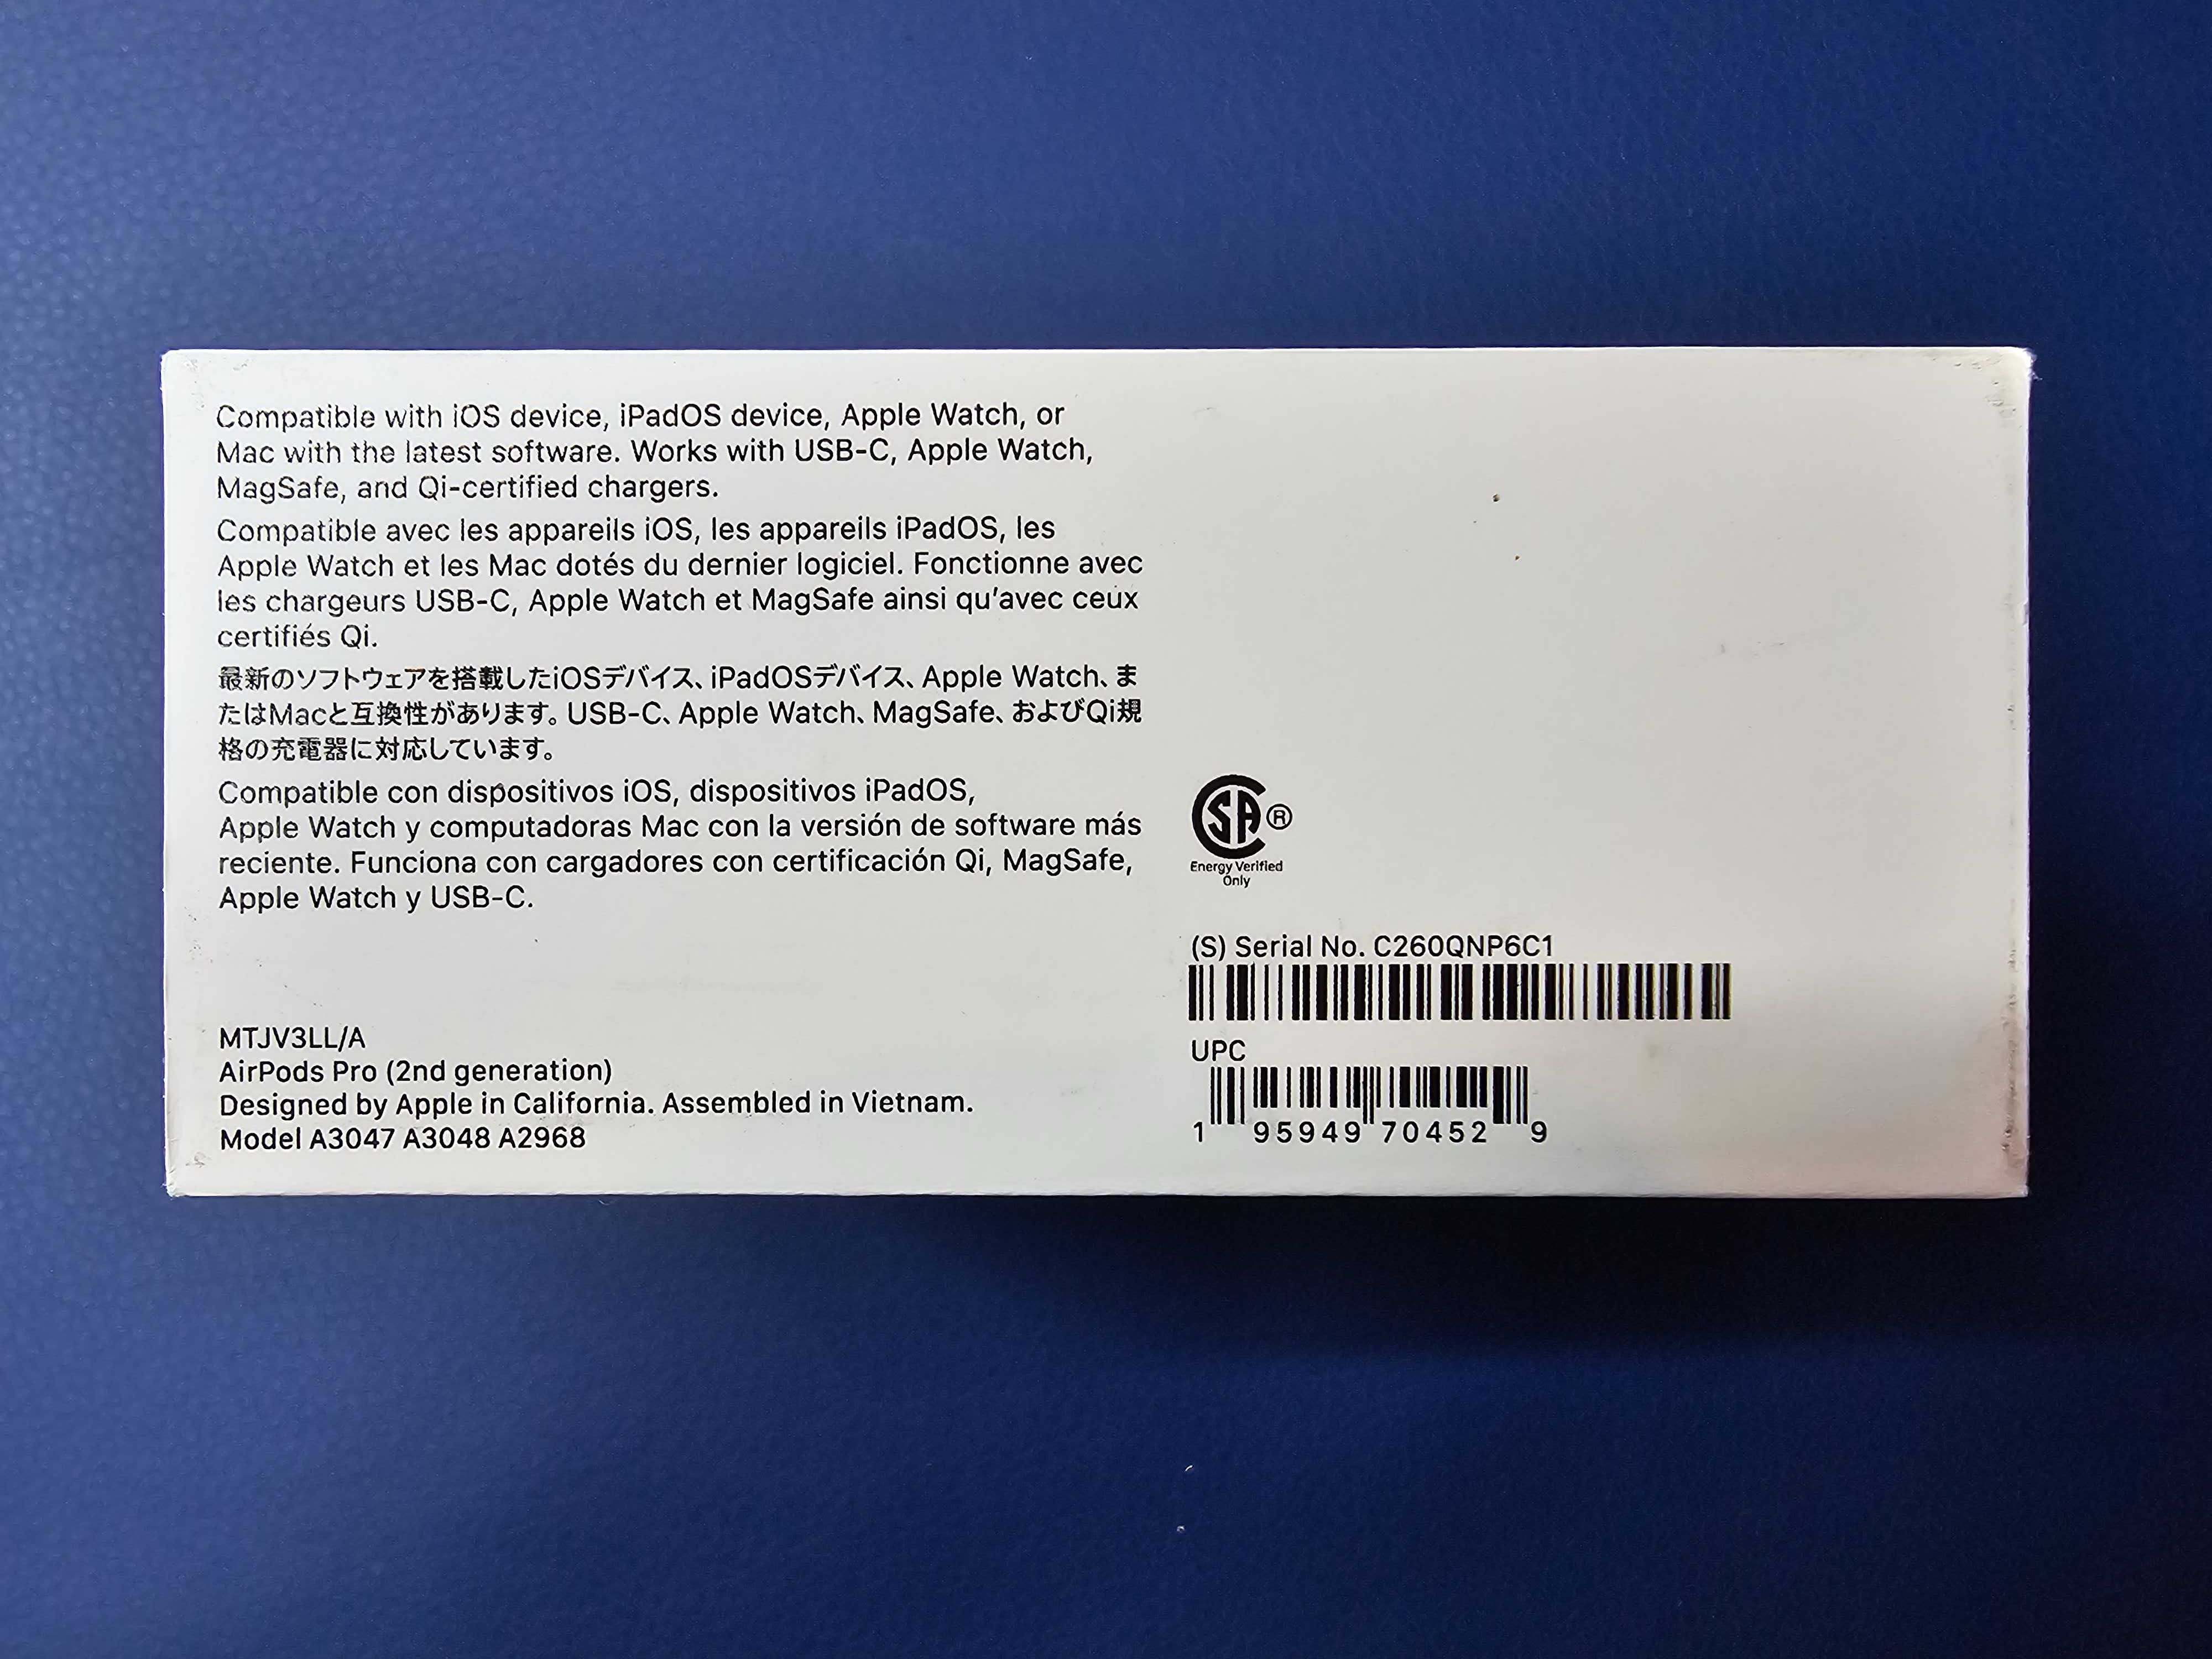 Compatible with iOS device, iPadOS device, Apple Watch, or
Mac with the latest software. Works with USB-C, Apple Watch,
MagSafe, and Qi-certified chargers.
Compatible avec les appareils iOS, les appareils iPadOS, les
Apple Watch et les Mac dotés du dernier logiciel. Fonctionne avec
les chargeurs USB-C, Apple Watch et MagSafe ainsi qu'avec ceux
certifiés Qi.
最新のソフトウェアを搭載したiOSデバイス、iPadOSデバイス、Apple Watch、ま
たはMacと互換性があります。USB-C、Apple Watch、MagSafe、およびQi規
格の充電器に対応しています。
Compatible con dispositivos iOS, dispositivos iPadOS,
Apple Watch y computadoras Mac con la versión de software más
reciente. Funciona con cargadores con certificación Qi, MagSafe,
Apple Watch y USB-C.
MTJV3LL/A
AirPods Pro (2nd generation)
Designed by Apple in California. Assembled in Vietnam.
Model A3047 A3048 A2968
SA ®
Energy Verified
Only
(S) Serial No. C260QNP6C1
UPC
1 95949 70452 9